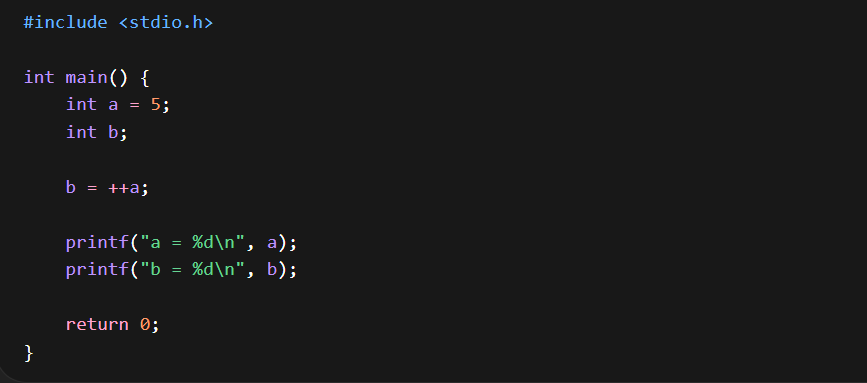 #include <stdio.h>
int main() {
    int a = 5;
    int b;
    b = ++a;
    printf("a = %d\n", a);
    printf("b = %d\n", b);
    return 0;
}